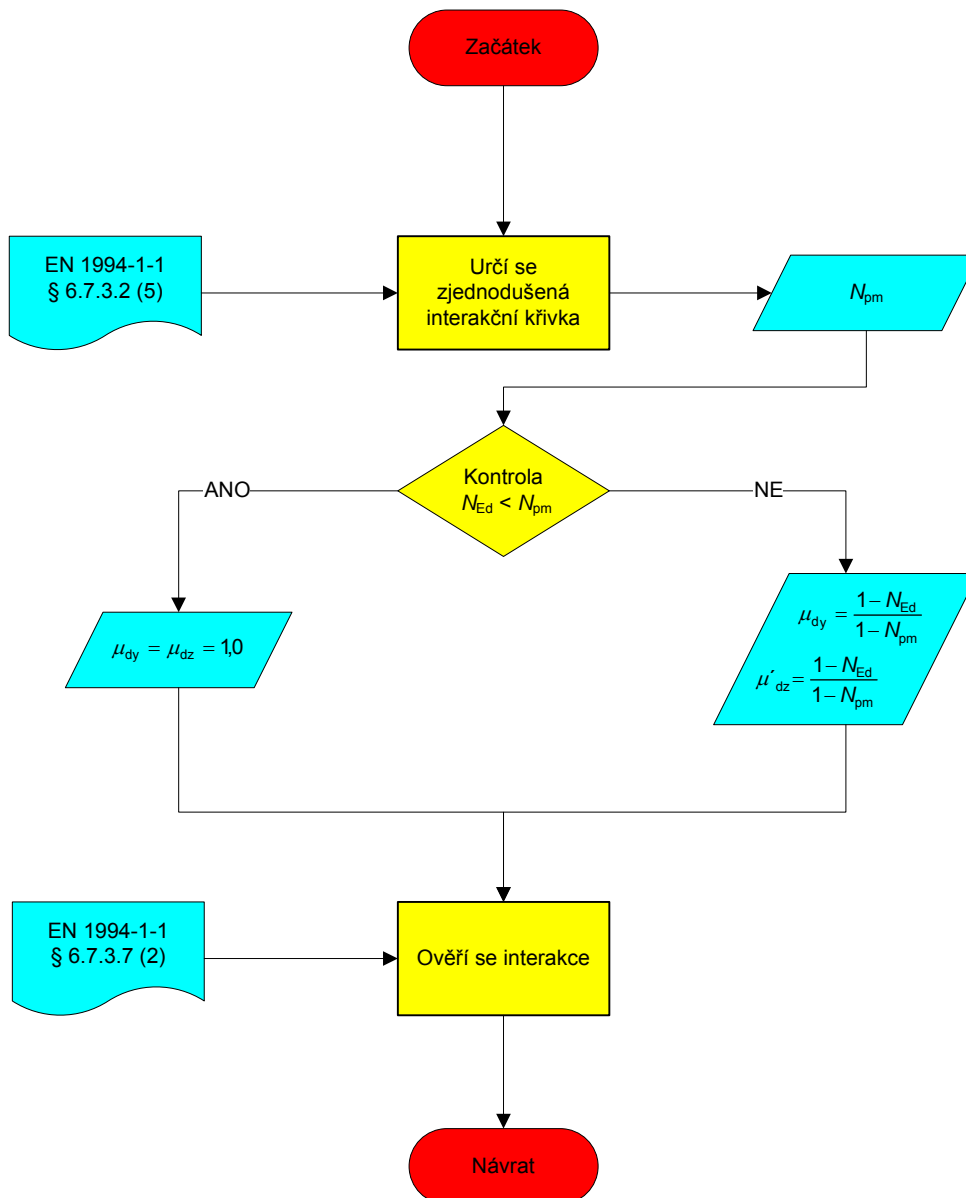 Začátek
EN 1994-1-1
§ 6.7.3.2 (5)
Určí se
zjednodušená
interakční křivka
N_pm
Kontrola
N_Ed < N_pm
ANO
NE
μ_dy = μ_dz = 1,0
μ_dy = (1 − N_Ed) / (1 − N_pm)
μ´_dz = (1 − N_Ed) / (1 − N_pm)
EN 1994-1-1
§ 6.7.3.7 (2)
Ověří se interakce
Návrat